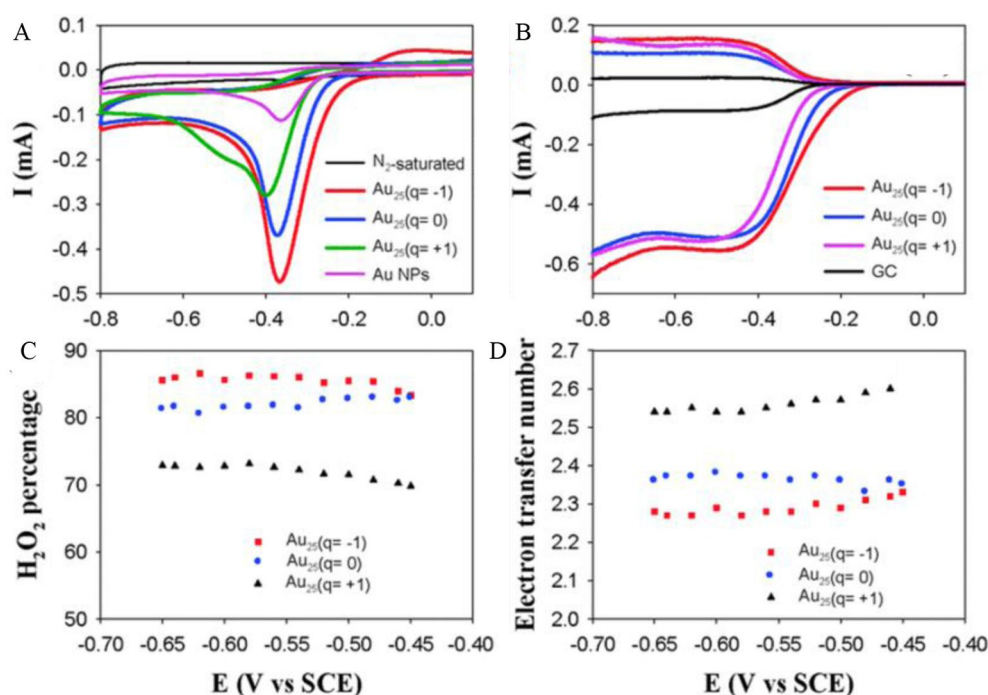 A
0.1
0.0
-0.1
-0.2
-0.3
-0.4
-0.5
I (mA)
N₂-saturated
Au₂₅(q= -1)
Au₂₅(q= 0)
Au₂₅(q= +1)
Au NPs
-0.8 -0.6 -0.4 -0.2 0.0
B
0.2
0.0
-0.2
-0.4
-0.6
I (mA)
Au₂₅(q= -1)
Au₂₅(q= 0)
Au₂₅(q= +1)
GC
-0.8 -0.6 -0.4 -0.2 0.0
C
90
80
70
60
50
H₂O₂ percentage
Au₂₅(q= -1)
Au₂₅(q= 0)
Au₂₅(q= +1)
-0.70 -0.65 -0.60 -0.55 -0.50 -0.45 -0.40
E (V vs SCE)
D
2.7
2.6
2.5
2.4
2.3
2.2
2.1
2.0
Electron transfer number
Au₂₅(q= -1)
Au₂₅(q= 0)
Au₂₅(q= +1)
-0.70 -0.65 -0.60 -0.55 -0.50 -0.45 -0.40
E (V vs SCE)